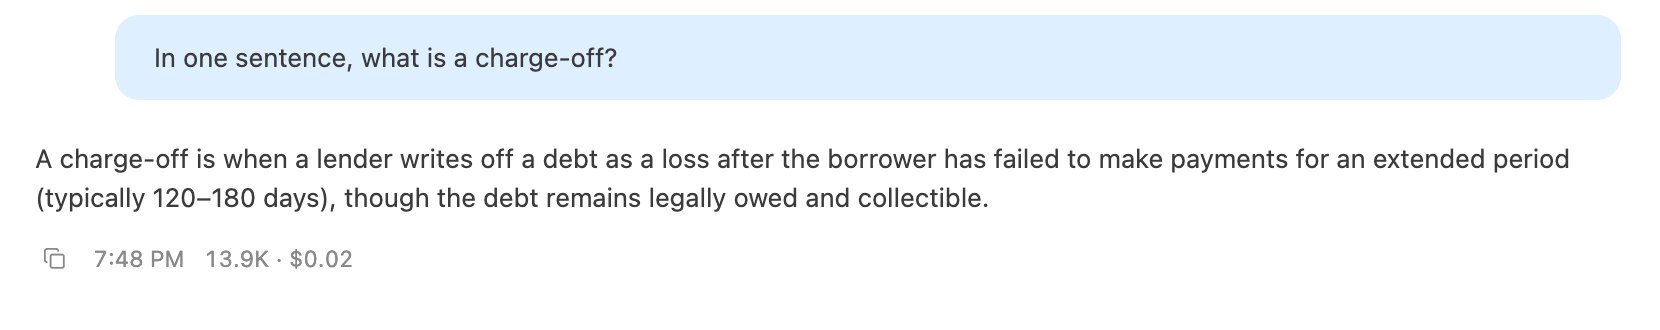 In one sentence, what is a charge-off?
A charge-off is when a lender writes off a debt as a loss after the borrower has failed to make payments for an extended period
(typically 120–180 days), though the debt remains legally owed and collectible.
7:48 PM 13.9K · $0.02